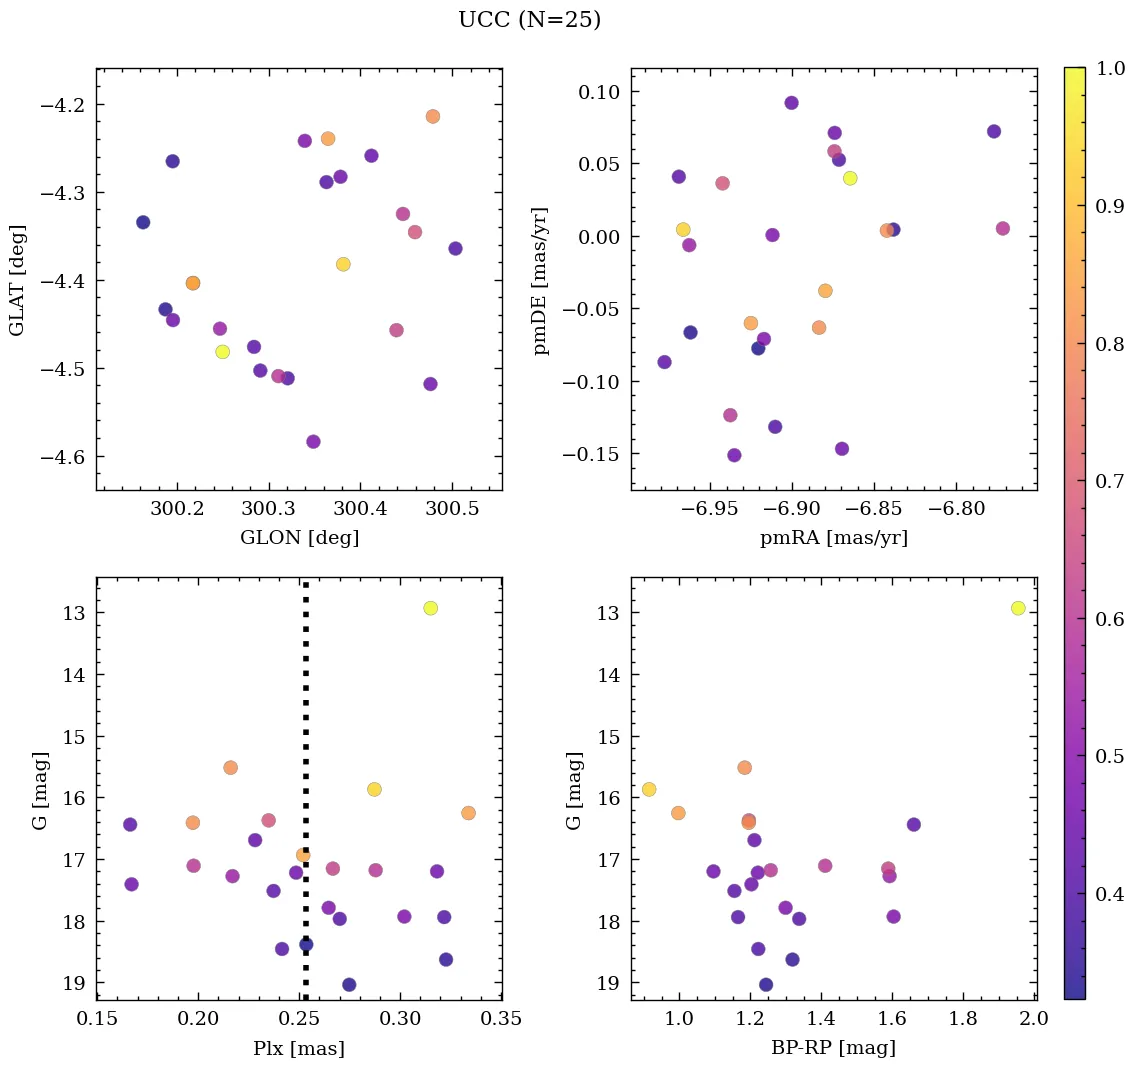 UCC (N=25)
−4.2
−4.3
−4.4
−4.5
−4.6
GLAT [deg]
300.2 300.3 300.4 300.5
GLON [deg]
0.10
0.05
0.00
−0.05
−0.10
−0.15
pmDE [mas/yr]
−6.95 −6.90 −6.85 −6.80
pmRA [mas/yr]
13
14
15
16
17
18
19
G [mag]
0.15 0.20 0.25 0.30 0.35
Plx [mas]
13
14
15
16
17
18
19
G [mag]
1.0 1.2 1.4 1.6 1.8 2.0
BP-RP [mag]
1.0
0.9
0.8
0.7
0.6
0.5
0.4